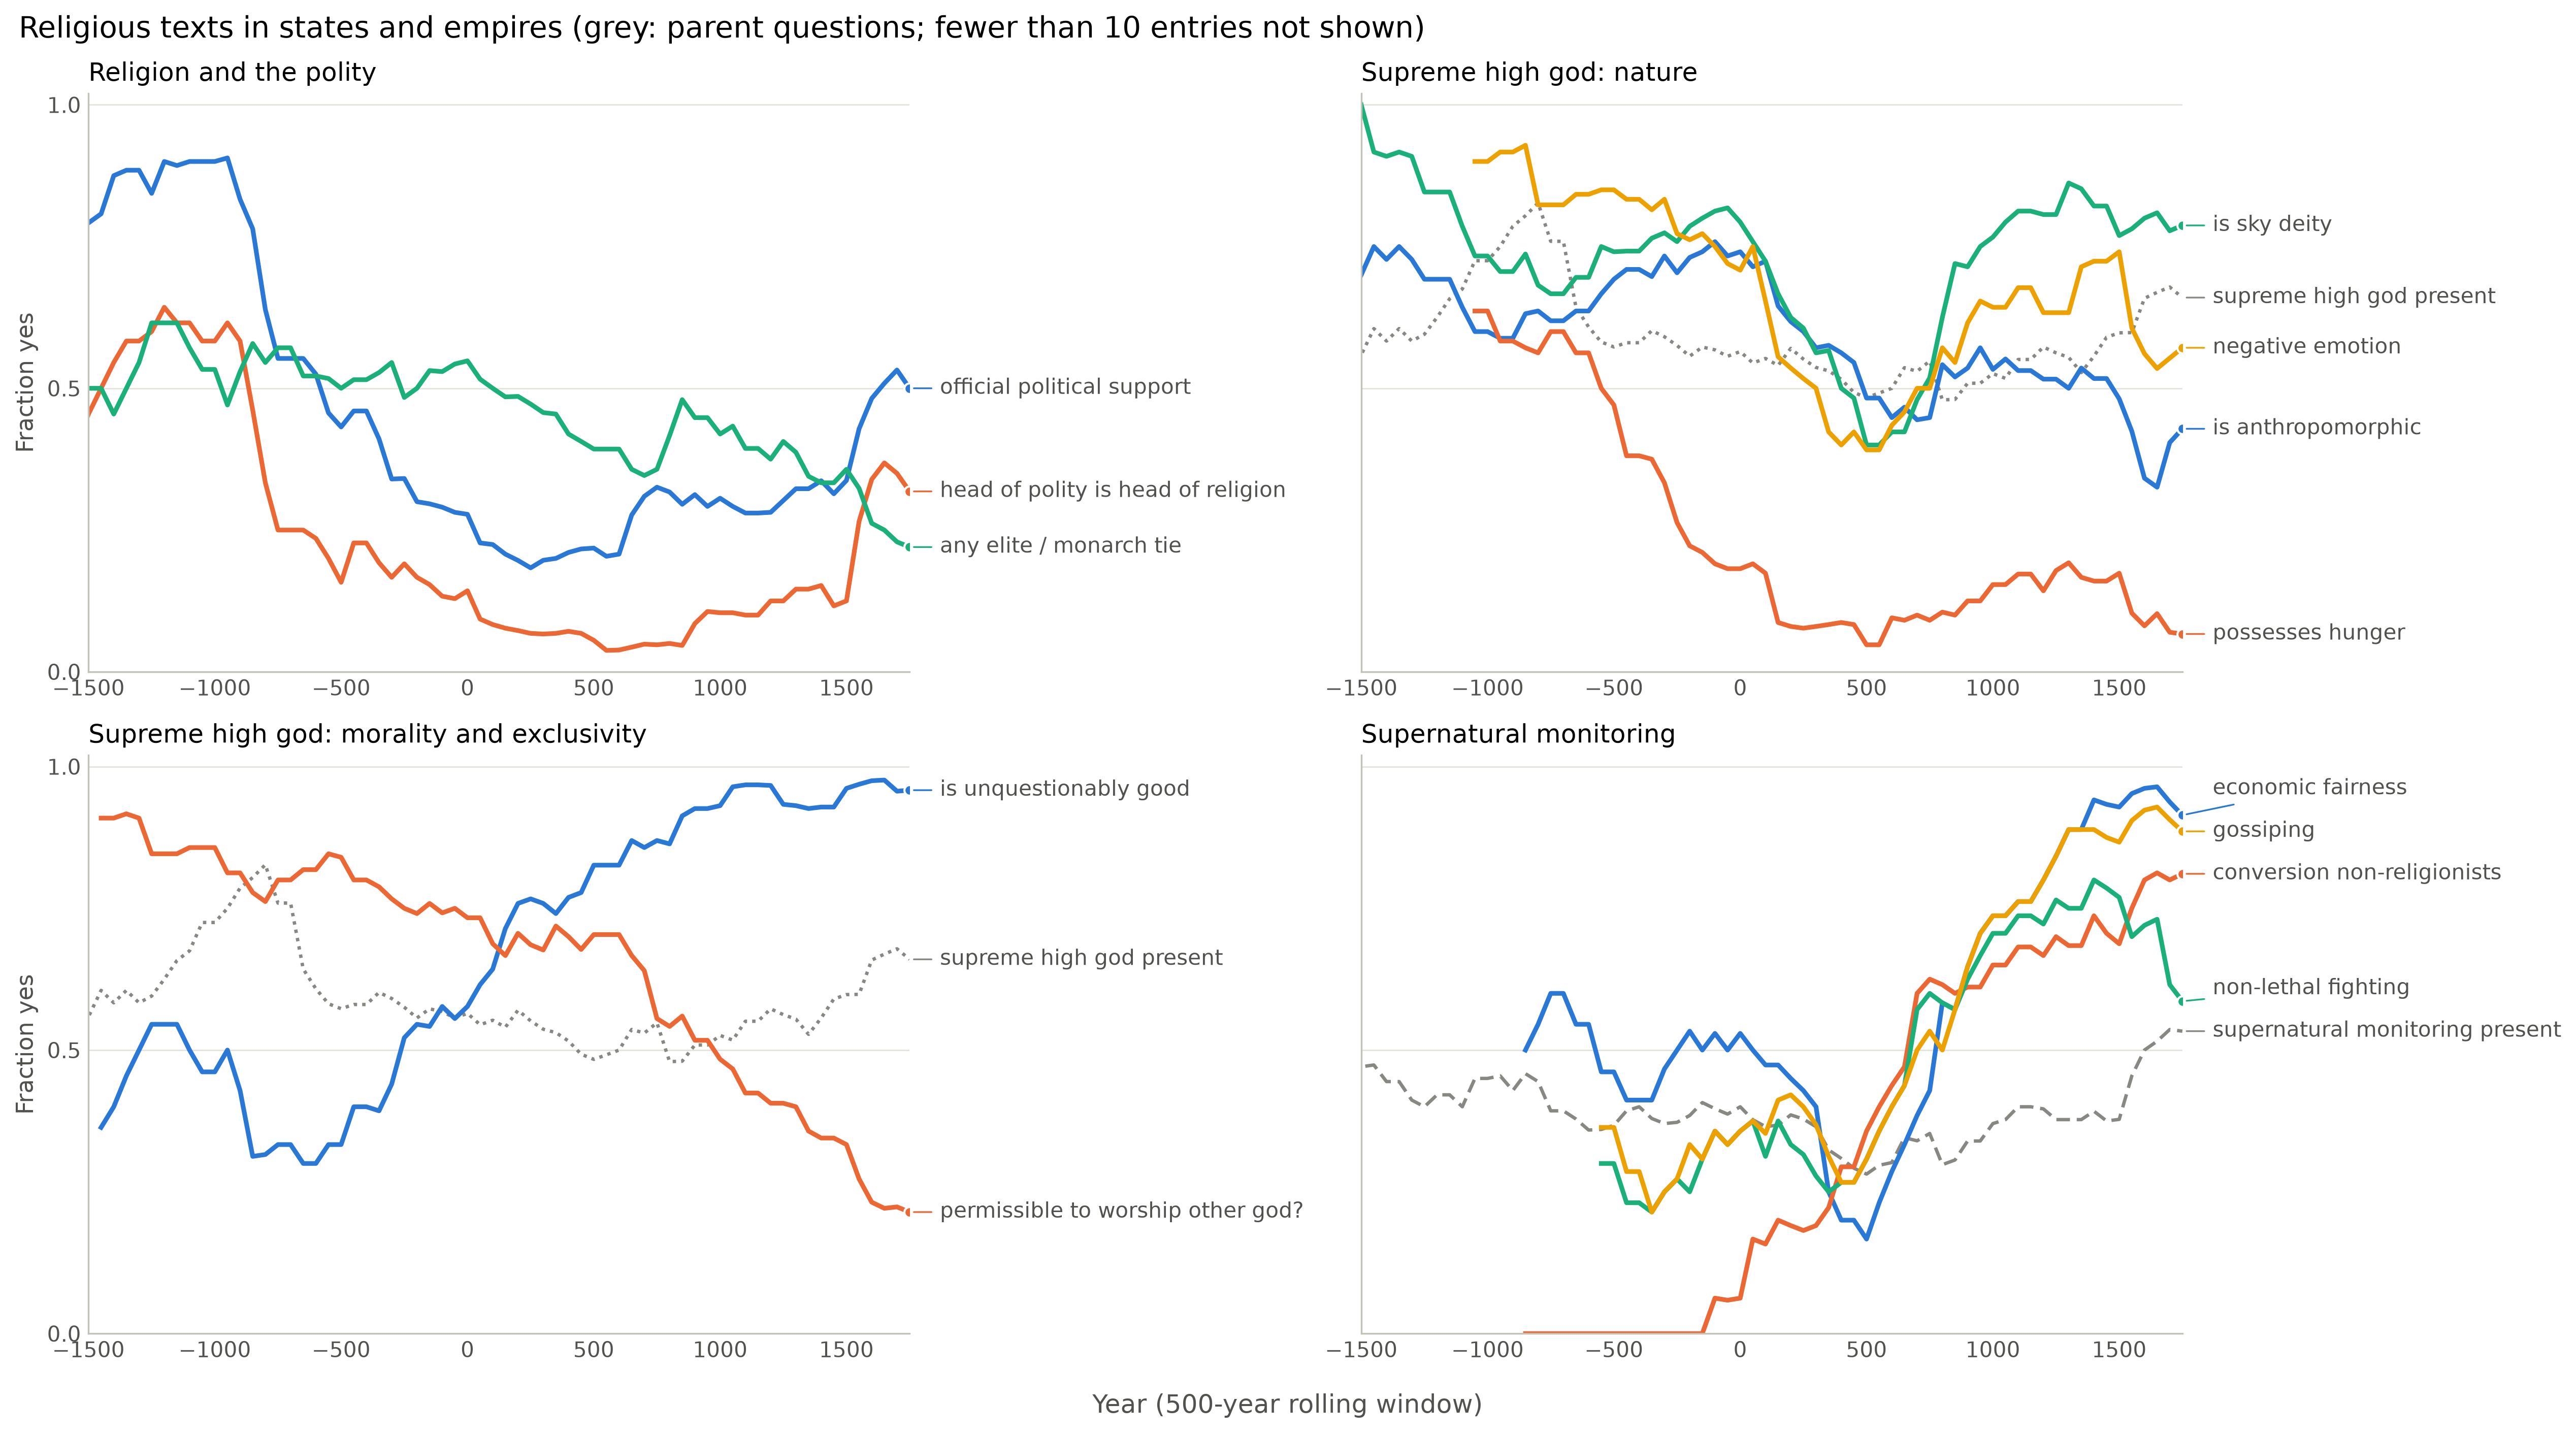 Religious texts in states and empires (grey: parent questions; fewer than 10 entries not shown)
Religion and the polity
Fraction yes
1.0
0.5
0.0
−1500 −1000 −500 0 500 1000 1500
official political support
head of polity is head of religion
any elite / monarch tie
Supreme high god: nature
−1500 −1000 −500 0 500 1000 1500
is sky deity
supreme high god present
negative emotion
is anthropomorphic
possesses hunger
Supreme high god: morality and exclusivity
Fraction yes
1.0
0.5
0.0
−1500 −1000 −500 0 500 1000 1500
is unquestionably good
supreme high god present
permissible to worship other god?
Supernatural monitoring
−1500 −1000 −500 0 500 1000 1500
economic fairness
gossiping
conversion non-religionists
non-lethal fighting
supernatural monitoring present
Year (500-year rolling window)